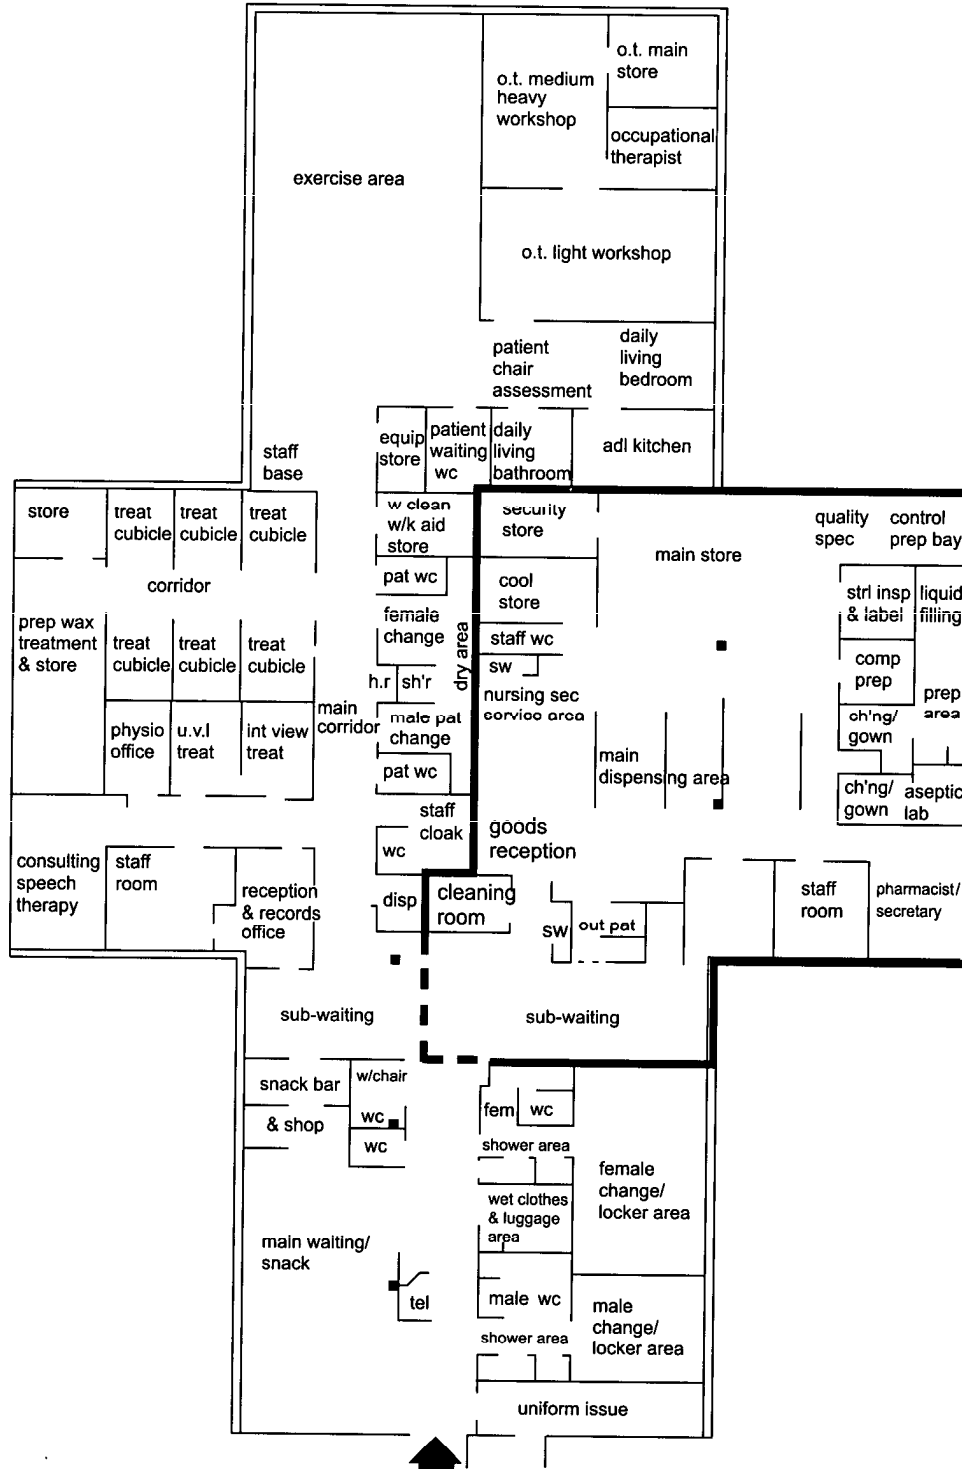 o.t. main
store
o.t. medium
heavy
workshop
occupational
therapist
exercise area
o.t. light workshop
patient
chair
assessment
daily
living
bedroom
equip
store
patient
waiting
wc
daily
living
bathroom
adl kitchen
staff
base
store
treat
cubicle
treat
cubicle
treat
cubicle
w clean
w/k aid
store
security
store
main store
quality
spec
control
prep bay
corridor
pat wc
cool
store
strl insp
& label
liquid
filling
prep wax
treatment
& store
treat
cubicle
treat
cubicle
treat
cubicle
female
change
dry area
staff wc
sw
comp
prep
h.r
sh'r
nursing sec
service area
prep
area
main
corridor
male pat
change
ch'ng/
gown
physio
office
u.v.l
treat
int view
treat
pat wc
main
dispensing area
ch'ng/
gown
aseptic
lab
staff
cloak
wc
goods
reception
consulting
speech
therapy
staff
room
reception
& records
office
disp
cleaning
room
sw
out pat
staff
room
pharmacist/
secretary
sub-waiting
sub-waiting
snack bar
& shop
w/chair
wc
wc
fem
wc
shower area
female
change/
locker area
wet clothes
& luggage
area
main waiting/
snack
tel
male wc
male
change/
locker area
shower area
uniform issue